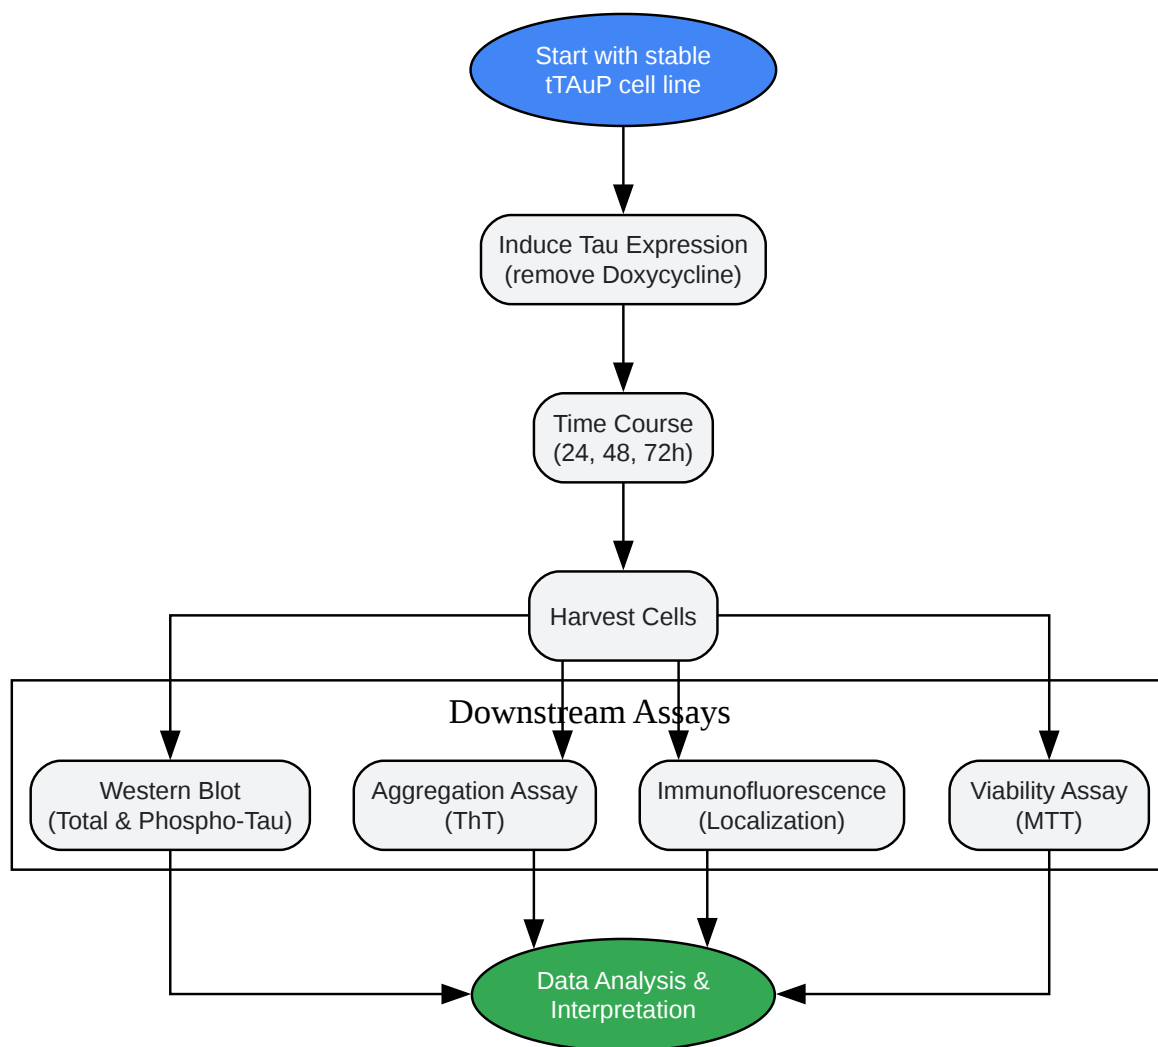 Start with stable
tTAuP cell line
Induce Tau Expression
(remove Doxycycline)
Time Course
(24, 48, 72h)
Harvest Cells
Downstream Assays
Western Blot
(Total & Phospho-Tau)
Aggregation Assay
(ThT)
Immunofluorescence
(Localization)
Viability Assay
(MTT)
Data Analysis &
Interpretation